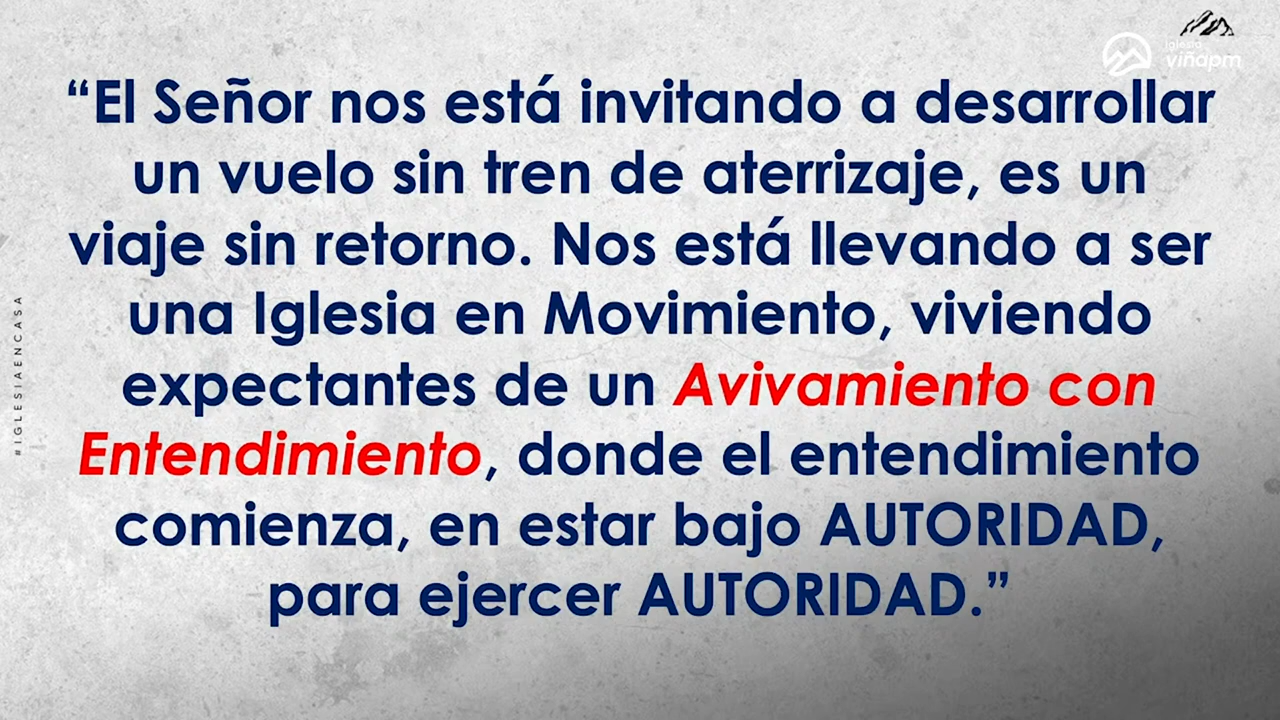 iglesia
viñapm
“El Señor nos está invitando a desarrollar
un vuelo sin tren de aterrizaje, es un
viaje sin retorno. Nos está llevando a ser
una Iglesia en Movimiento, viviendo
expectantes de un Avivamiento con
Entendimiento, donde el entendimiento
comienza, en estar bajo AUTORIDAD,
para ejercer AUTORIDAD.”
#IGLESIAENCASA